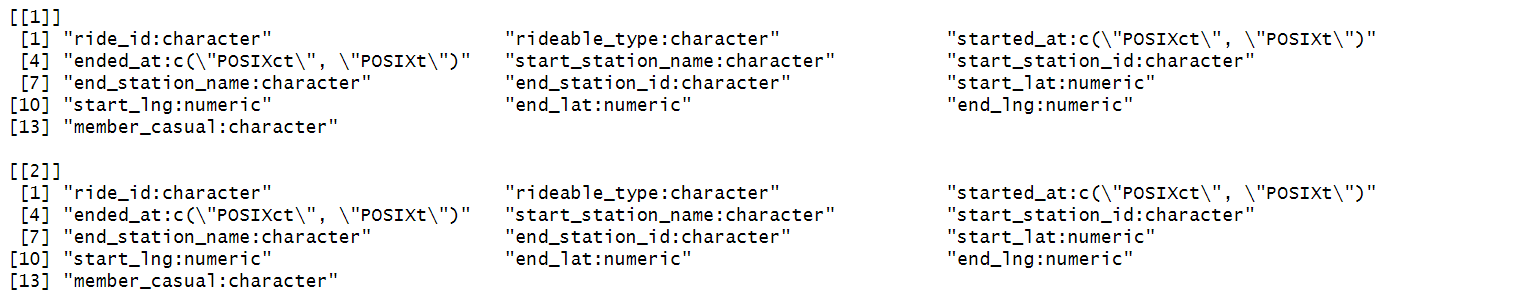 [[1]]
 [1] "ride_id:character"                     "rideable_type:character"               "started_at:c(\"POSIXct\", \"POSIXt\")"
 [4] "ended_at:c(\"POSIXct\", \"POSIXt\")"   "start_station_name:character"          "start_station_id:character"
 [7] "end_station_name:character"            "end_station_id:character"              "start_lat:numeric"
[10] "start_lng:numeric"                     "end_lat:numeric"                       "end_lng:numeric"
[13] "member_casual:character"

[[2]]
 [1] "ride_id:character"                     "rideable_type:character"               "started_at:c(\"POSIXct\", \"POSIXt\")"
 [4] "ended_at:c(\"POSIXct\", \"POSIXt\")"   "start_station_name:character"          "start_station_id:character"
 [7] "end_station_name:character"            "end_station_id:character"              "start_lat:numeric"
[10] "start_lng:numeric"                     "end_lat:numeric"                       "end_lng:numeric"
[13] "member_casual:character"